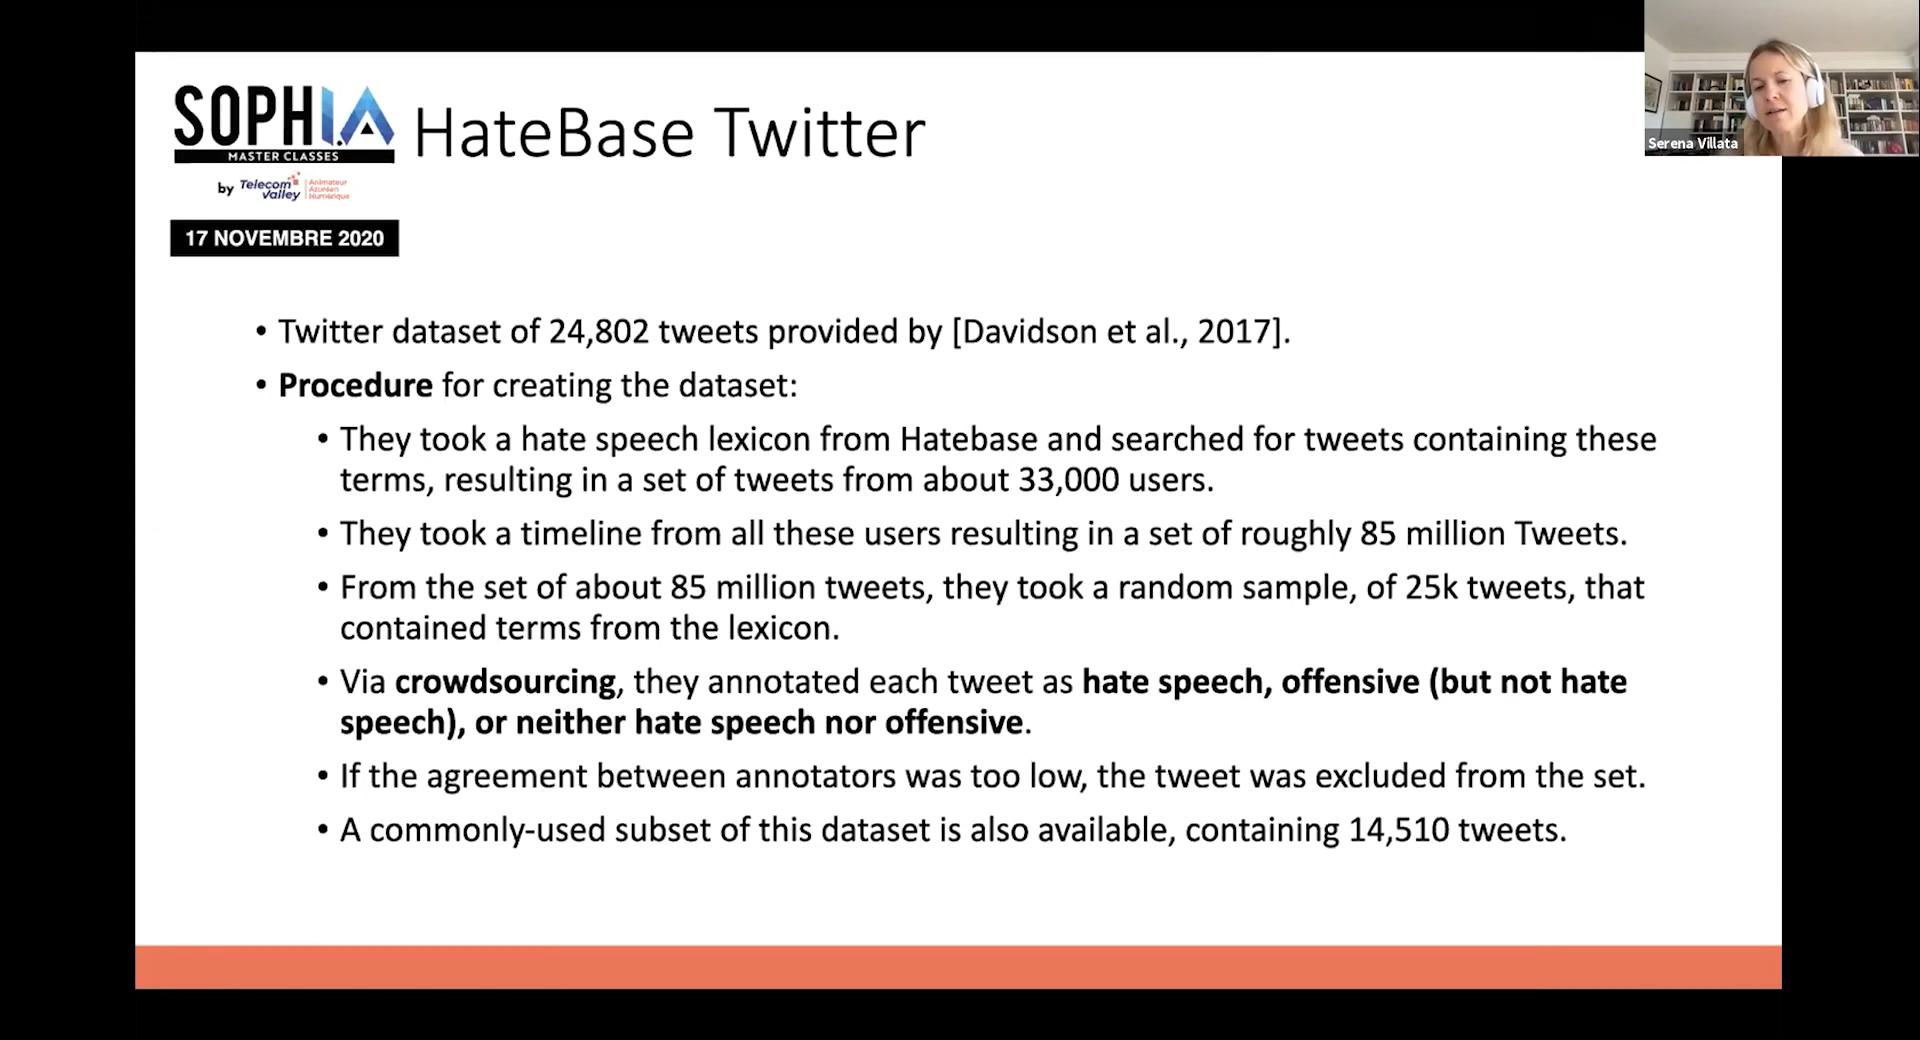 SOPHI.A
MASTER CLASSES
by Telecom Valley
Animateur
Azuréen
Numérique
17 NOVEMBRE 2020
HateBase Twitter
Serena Villata
• Twitter dataset of 24,802 tweets provided by [Davidson et al., 2017].
• Procedure for creating the dataset:
• They took a hate speech lexicon from Hatebase and searched for tweets containing these
terms, resulting in a set of tweets from about 33,000 users.
• They took a timeline from all these users resulting in a set of roughly 85 million Tweets.
• From the set of about 85 million tweets, they took a random sample, of 25k tweets, that
contained terms from the lexicon.
• Via crowdsourcing, they annotated each tweet as hate speech, offensive (but not hate
speech), or neither hate speech nor offensive.
• If the agreement between annotators was too low, the tweet was excluded from the set.
• A commonly-used subset of this dataset is also available, containing 14,510 tweets.